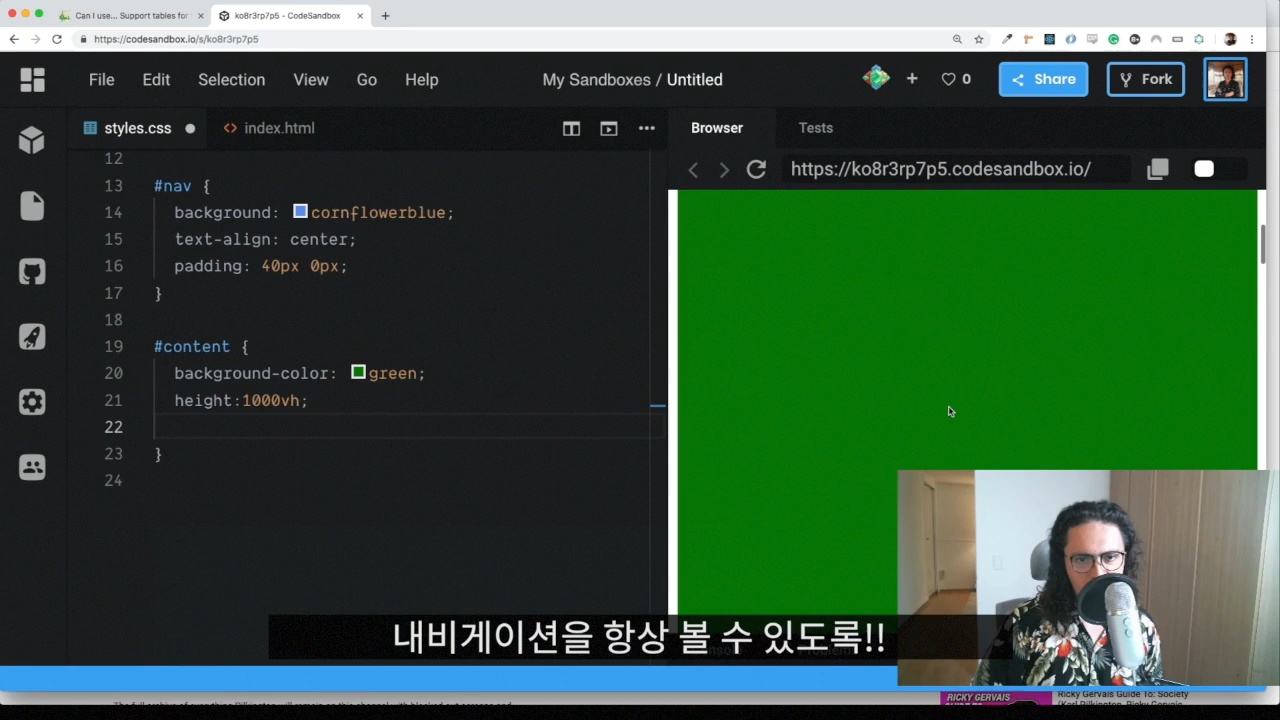 Can I use... Support tables for
ko8r3rp7p5 - CodeSandbox
https://codesandbox.io/s/ko8r3rp7p5
File Edit Selection View Go Help
My Sandboxes / Untitled
0
Share
Fork
styles.css
index.html
Browser
Tests
https://ko8r3rp7p5.codesandbox.io/
12
13 #nav {
14 background: cornflowerblue;
15 text-align: center;
16 padding: 40px 0px;
17 }
18
19 #content {
20 background-color: green;
21 height:1000vh;
22
23 }
24
내비게이션을 항상 볼 수 있도록!!
RICKY GERVAIS
Ricky Gervais Guide To: Society
(Karl Pilkington, Ricky Gervais,